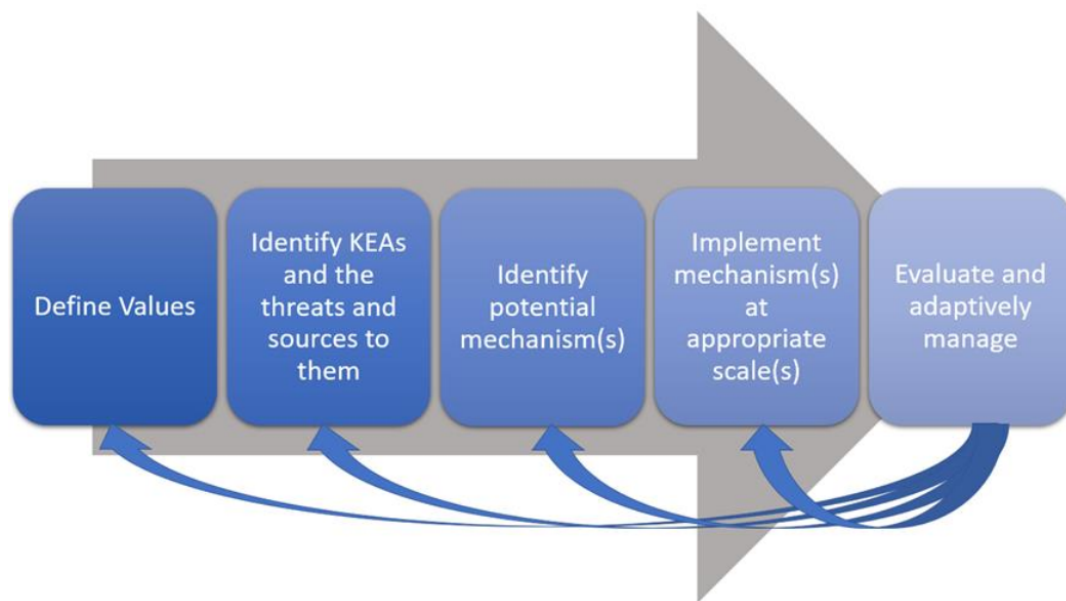 Define Values
Identify KEAs
and the
threats and
sources to
them
Identify
potential
mechanism(s)
Implement
mechanism(s)
at
appropriate
scale(s)
Evaluate and
adaptively
manage